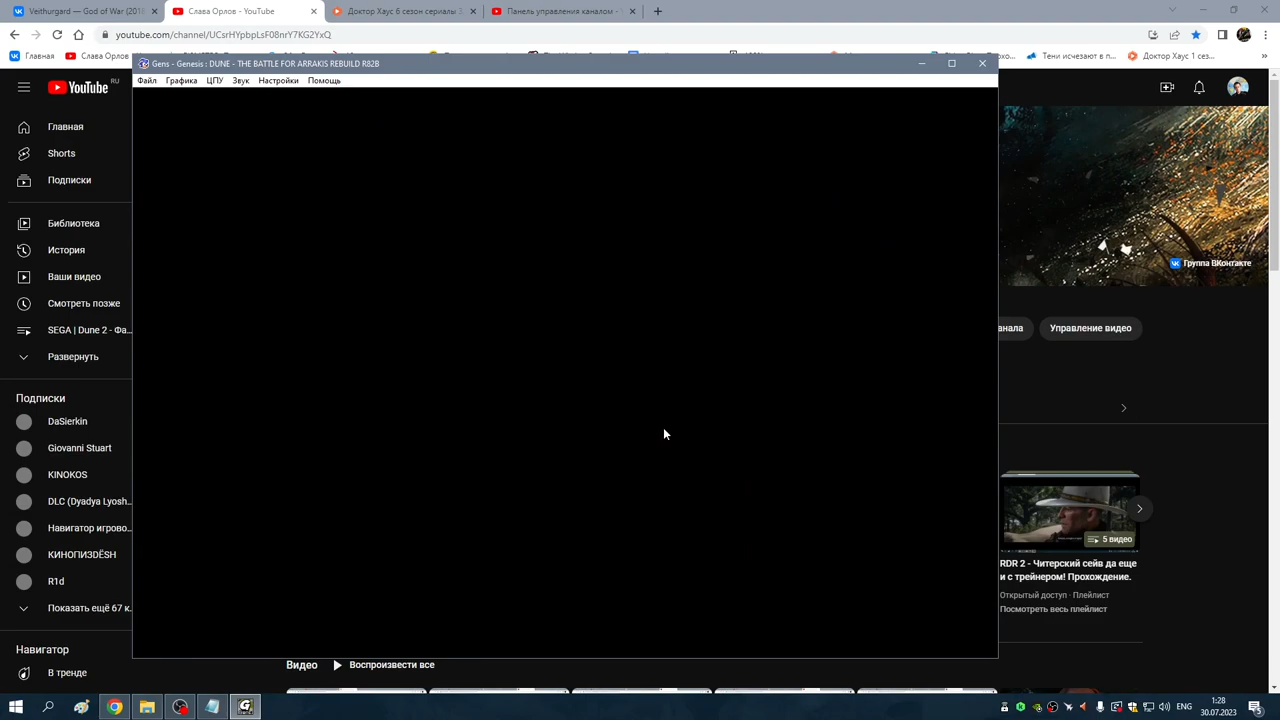 Veithurgard — God of War (2018
Слава Орлов - YouTube
Доктор Хаус 6 сезон сериалы 3
Панель управления каналом -
youtube.com/channel/UCsrHYpbpLsF08nrY7KG2YxQ
Главная
Слава Орлов
Тени исчезают в п...
Доктор Хаус 1 сез...
»
Gens - Genesis : DUNE - THE BATTLE FOR ARRAKIS REBUILD R82B
Файл Графика ЦПУ Звук Настройки Помощь
YouTube RU
Главная
Shorts
Подписки
Библиотека
История
Ваши видео
Смотреть позже
SEGA | Dune 2 - Фа...
Развернуть
Подписки
DaSierkin
Giovanni Stuart
KINOKOS
DLC (Dyadya Lyosh...
Навигатор игрово...
КИНОПИЗДЁSH
R1d
Показать ещё 67 к...
Навигатор
В тренде
Группа ВКонтакте
анала
Управление видео
5 видео
RDR 2 - Читерский сейв да еще
и с трейнером! Прохождение.
Открытый доступ · Плейлист
Посмотреть весь плейлист
Видео
Воспроизвести все
ENG
1:28
30.07.2023
5